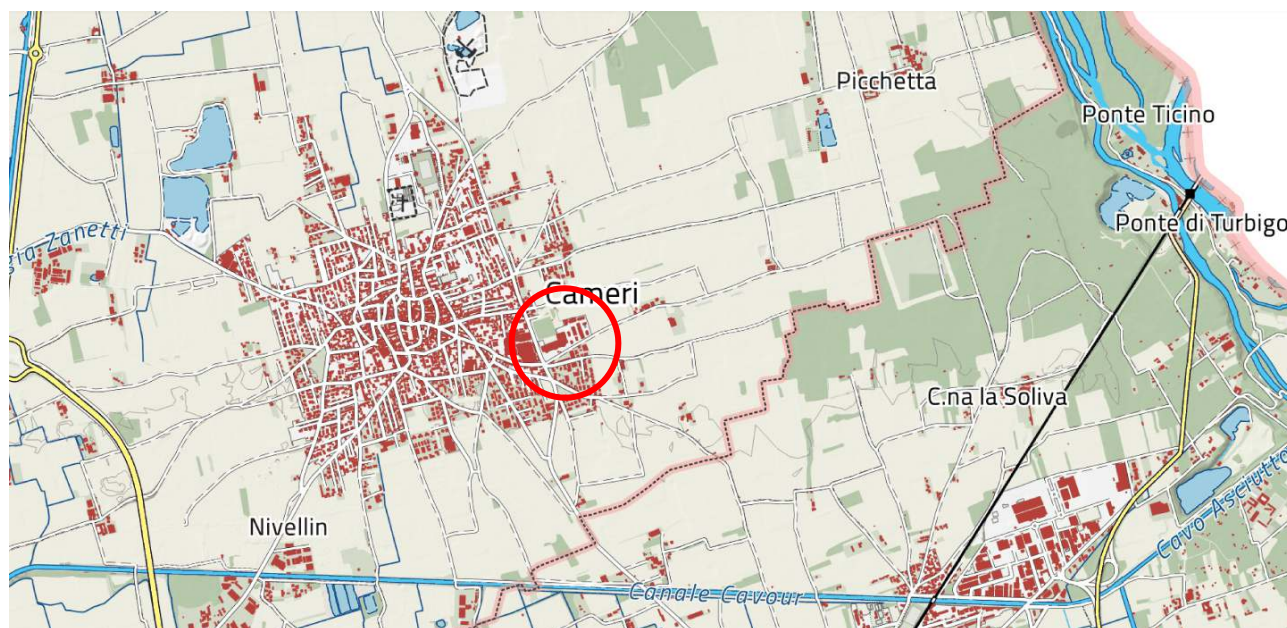 Picchetta
Ponte Ticino
gia Zanetti
Ponte di Turbigo
Cameri
C.na la Soliva
Nivellin
Cavo Asciutto
Canale Cavour